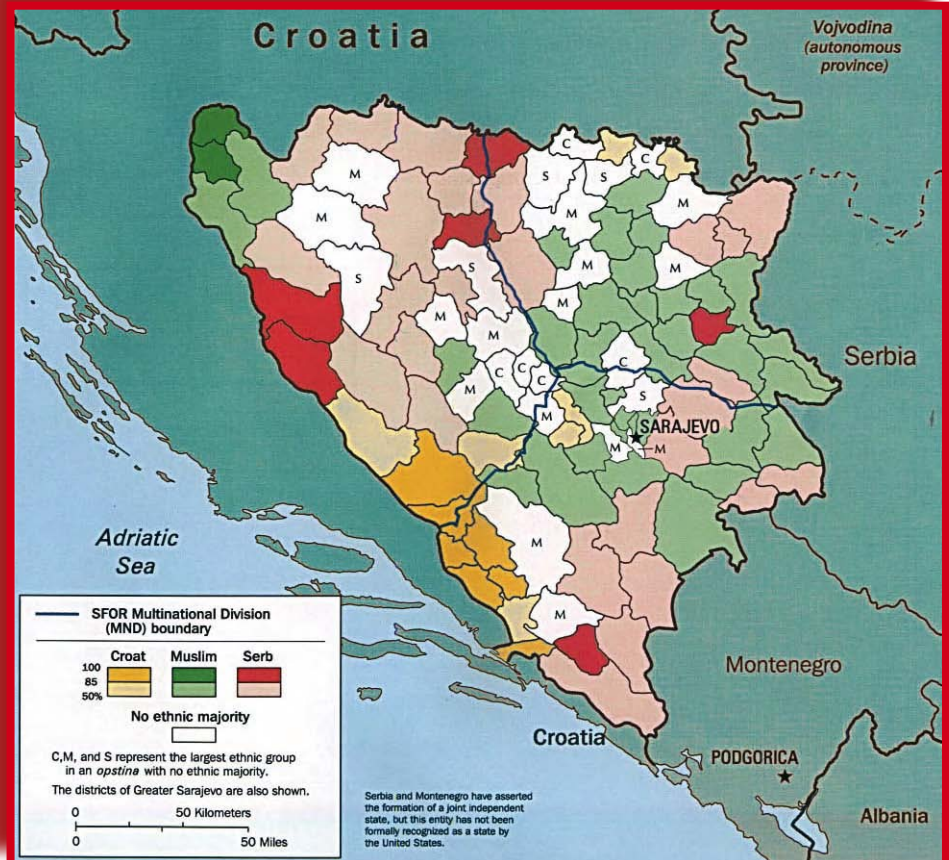 Croatia
Vojvodina
(autonomous
province)
C
M
C
S
S
M
M
M
S
S
M
M
M
M
M
C
Serbia
C
C
C
S
M
M
SARAJEVO
M
M
M
Adriatic
Sea
M
SFOR Multinational Division
(MND) boundary
Croat Muslim Serb
100
85
50%
No ethnic majority
C,M, and S represent the largest ethnic group
in an opstina with no ethnic majority.
The districts of Greater Sarajevo are also shown.
0 50 Kilometers
0 50 Miles
M
Montenegro
Croatia
PODGORICA
Albania
Serbia and Montenegro have asserted
the formation of a joint independent
state, but this entity has not been
formally recognized as a state by
the United States.